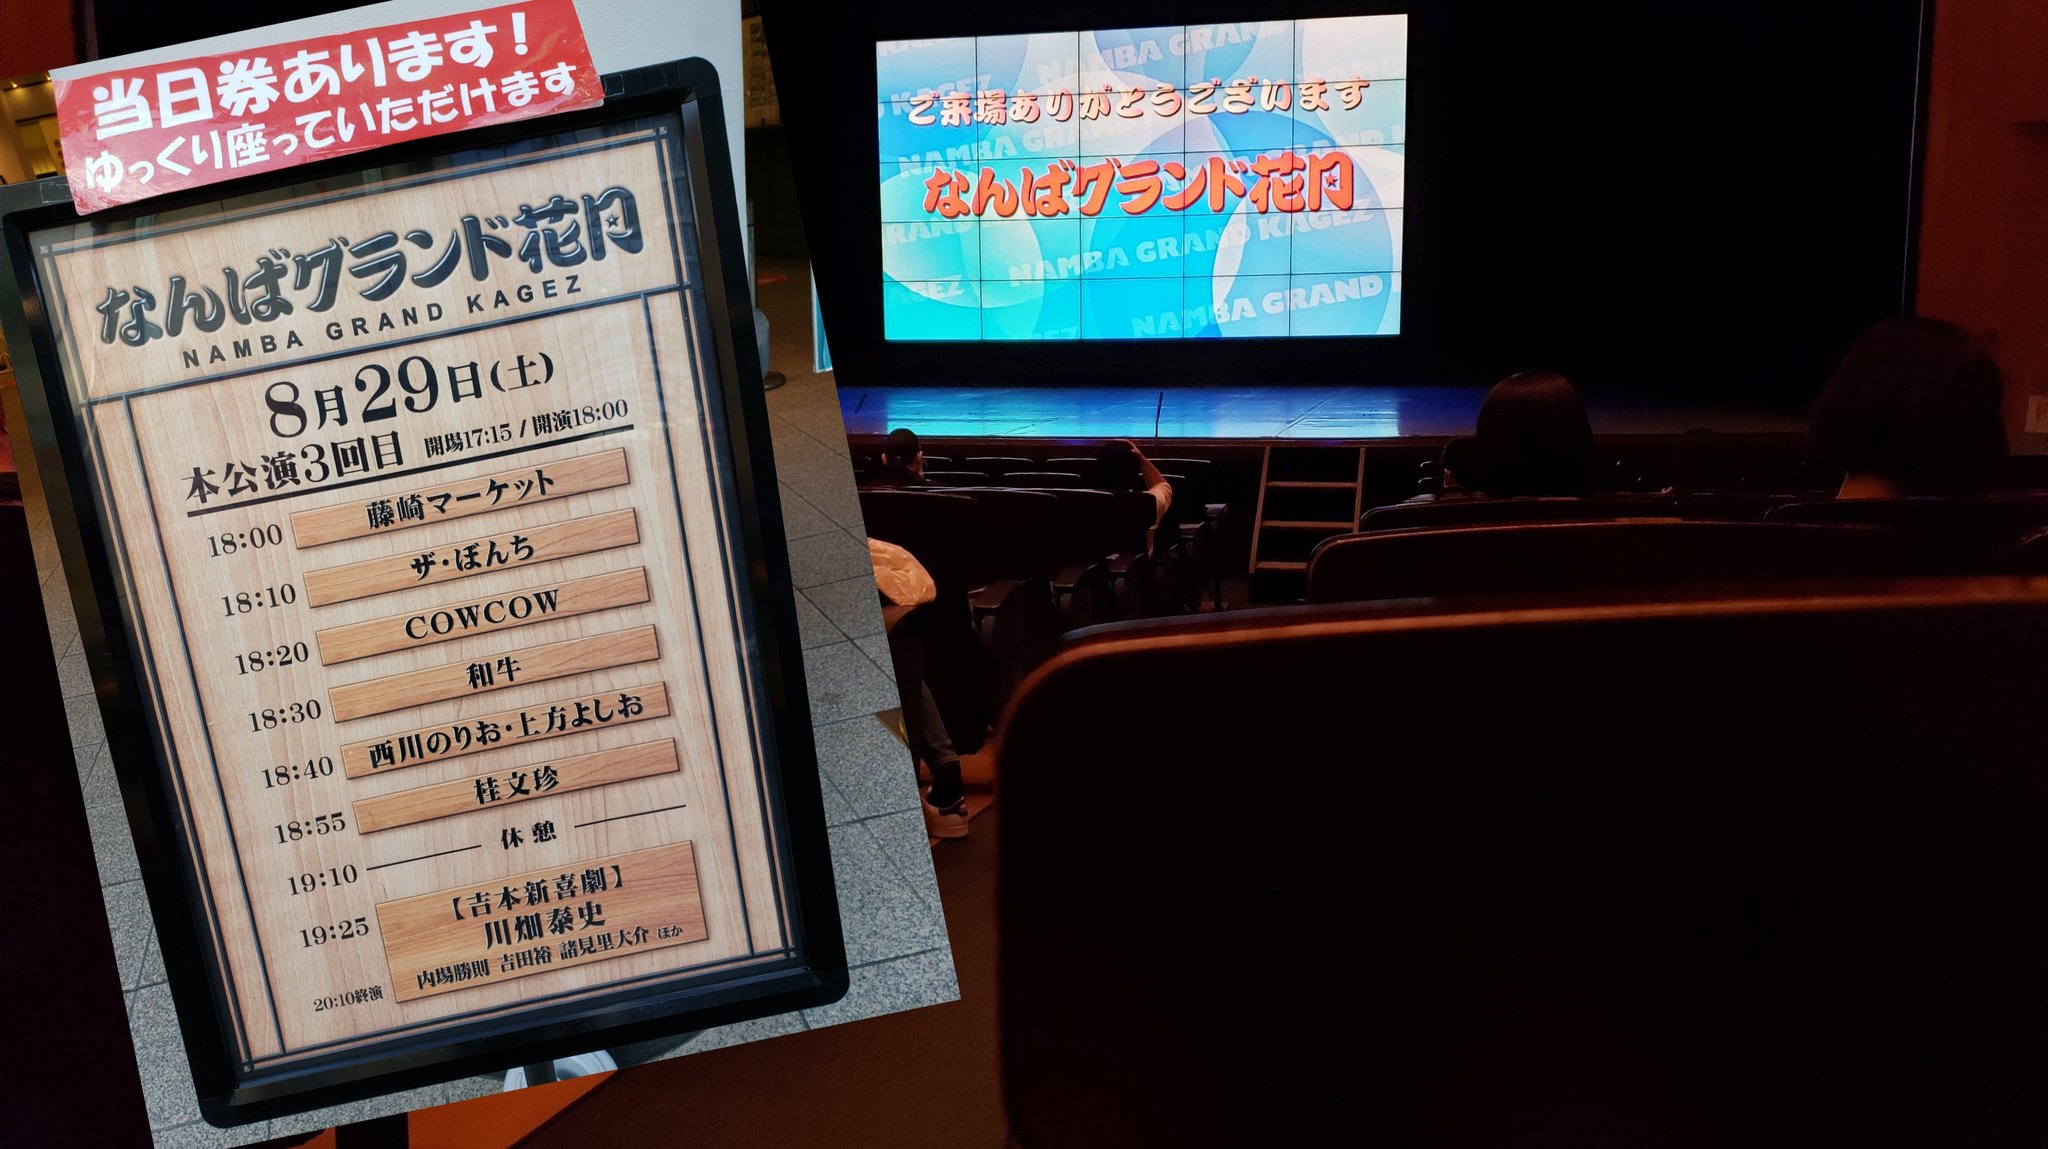 当日券あります!
ゆっくり座っていただけます
なんばグランド花月
NAMBA GRAND KAGEZ
8月29日(土)
本公演3回目 開場17:15 / 開演18:00
18:00 藤崎マーケット
18:10 ザ・ぼんち
18:20 COWCOW
18:30 和牛
18:40 西川のりお・上方よしお
18:55 桂文珍
19:10 休憩
19:25 【吉本新喜劇】
川畑泰史
内場勝則 吉田裕 諸見里大介 ほか
20:10終演
ご来場ありがとうございます
なんばグランド花月
NAMBA GRAND
NAMBA GRAND
NAMBA GRAND KAGEZ
NAMBA GRAND